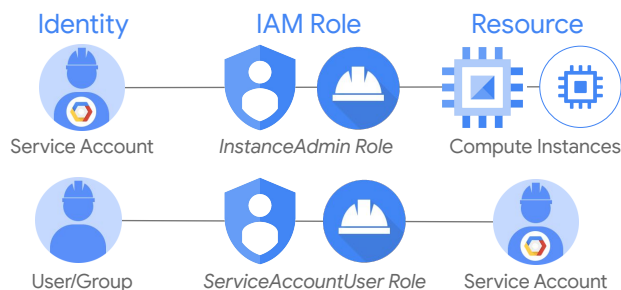 Identity IAM Role Resource
Service Account InstanceAdmin Role Compute Instances
User/Group ServiceAccountUser Role Service Account